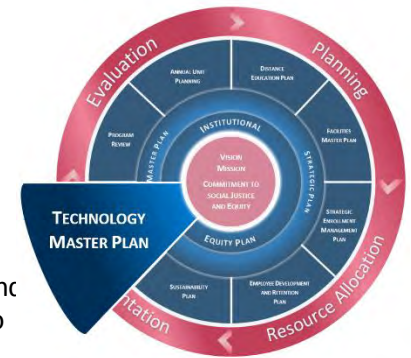 Evaluation
Planning
ANNUAL UNIT
PLANNING
DISTANCE
EDUCATION PLAN
PROGRAM
REVIEW
FACILITIES
MASTER PLAN
INSTITUTIONAL
MASTER PLAN
STRATEGIC PLAN
VISION
MISSION
COMMITMENT TO
SOCIAL JUSTICE
AND EQUITY
EQUITY PLAN
TECHNOLOGY
MASTER PLAN
STRATEGIC
ENROLLMENT
MANAGEMENT
PLAN
SUSTAINABILITY
PLAN
EMPLOYEE DEVELOPMENT
AND RETENTION
PLAN
Resource Allocation
ntation